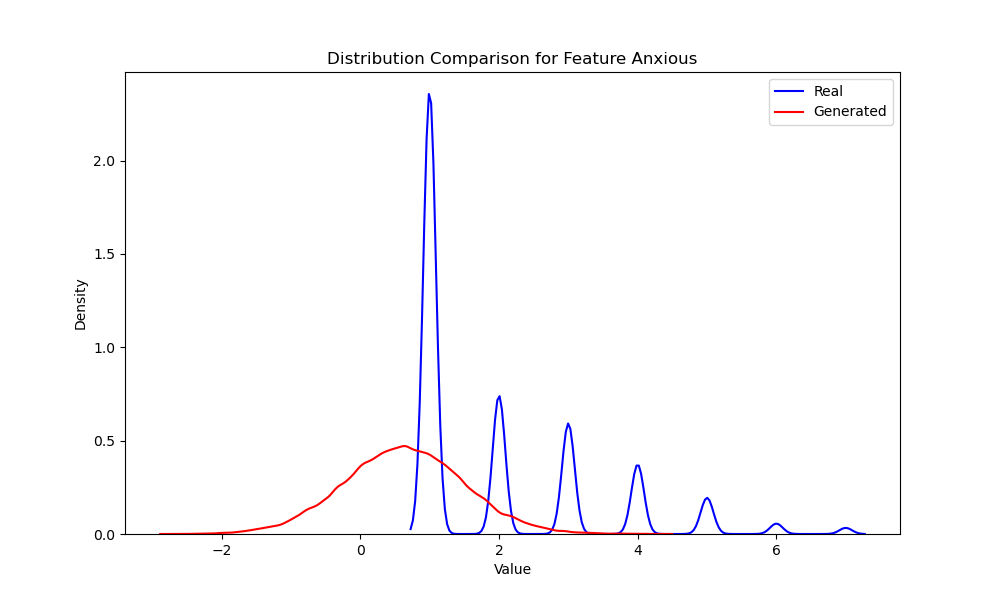 Distribution Comparison for Feature Anxious
Real
Generated
Density
2.0
1.5
1.0
0.5
0.0
−2
0
2
4
6
Value